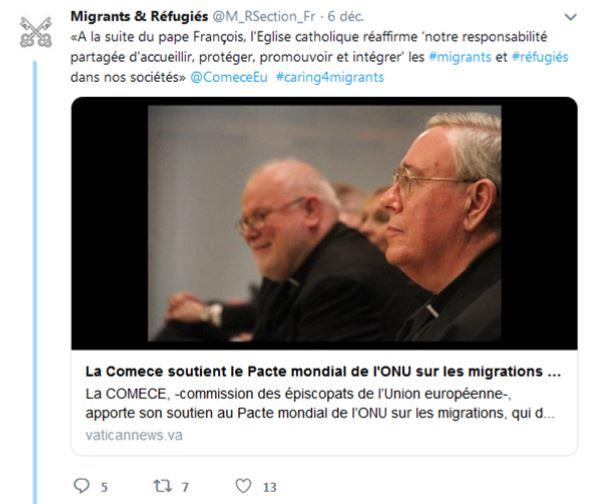 Migrants & Réfugiés @M_RSection_Fr · 6 déc.
«A la suite du pape François, l'Eglise catholique réaffirme ‘notre responsabilité
partagée d’accueillir, protéger, promouvoir et intégrer’ les #migrants et #réfugiés
dans nos sociétés» @ComeceEu #caring4migrants
La Comece soutient le Pacte mondial de l'ONU sur les migrations ...
La COMECE, -commission des épiscopats de l’Union européenne-,
apporte son soutien au Pacte mondial de l’ONU sur les migrations, qui d...
vaticannews.va
5 7 13